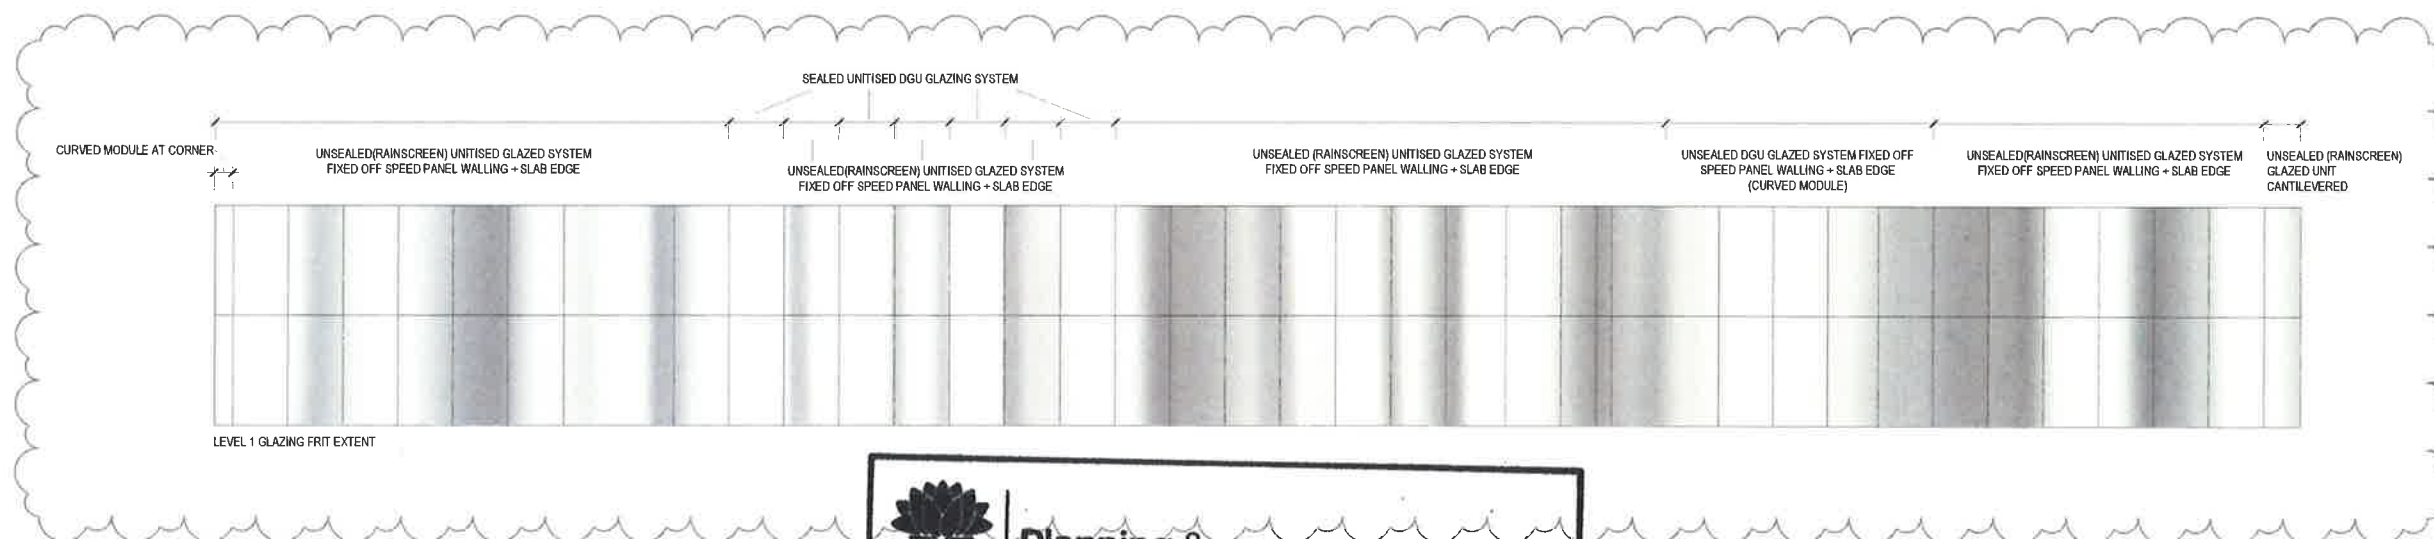 SEALED UNITISED DGU GLAZING SYSTEM
CURVED MODULE AT CORNER
UNSEALED(RAINSCREEN) UNITISED GLAZED SYSTEM
FIXED OFF SPEED PANEL WALLING + SLAB EDGE
UNSEALED(RAINSCREEN) UNITISED GLAZED SYSTEM
FIXED OFF SPEED PANEL WALLING + SLAB EDGE
UNSEALED (RAINSCREEN) UNITISED GLAZED SYSTEM
FIXED OFF SPEED PANEL WALLING + SLAB EDGE
UNSEALED DGU GLAZED SYSTEM FIXED OFF
SPEED PANEL WALLING + SLAB EDGE
(CURVED MODULE)
UNSEALED(RAINSCREEN) UNITISED GLAZED SYSTEM
FIXED OFF SPEED PANEL WALLING + SLAB EDGE
UNSEALED (RAINSCREEN)
GLAZED UNIT
CANTILEVERED
LEVEL 1 GLAZING FRIT EXTENT
Planning &